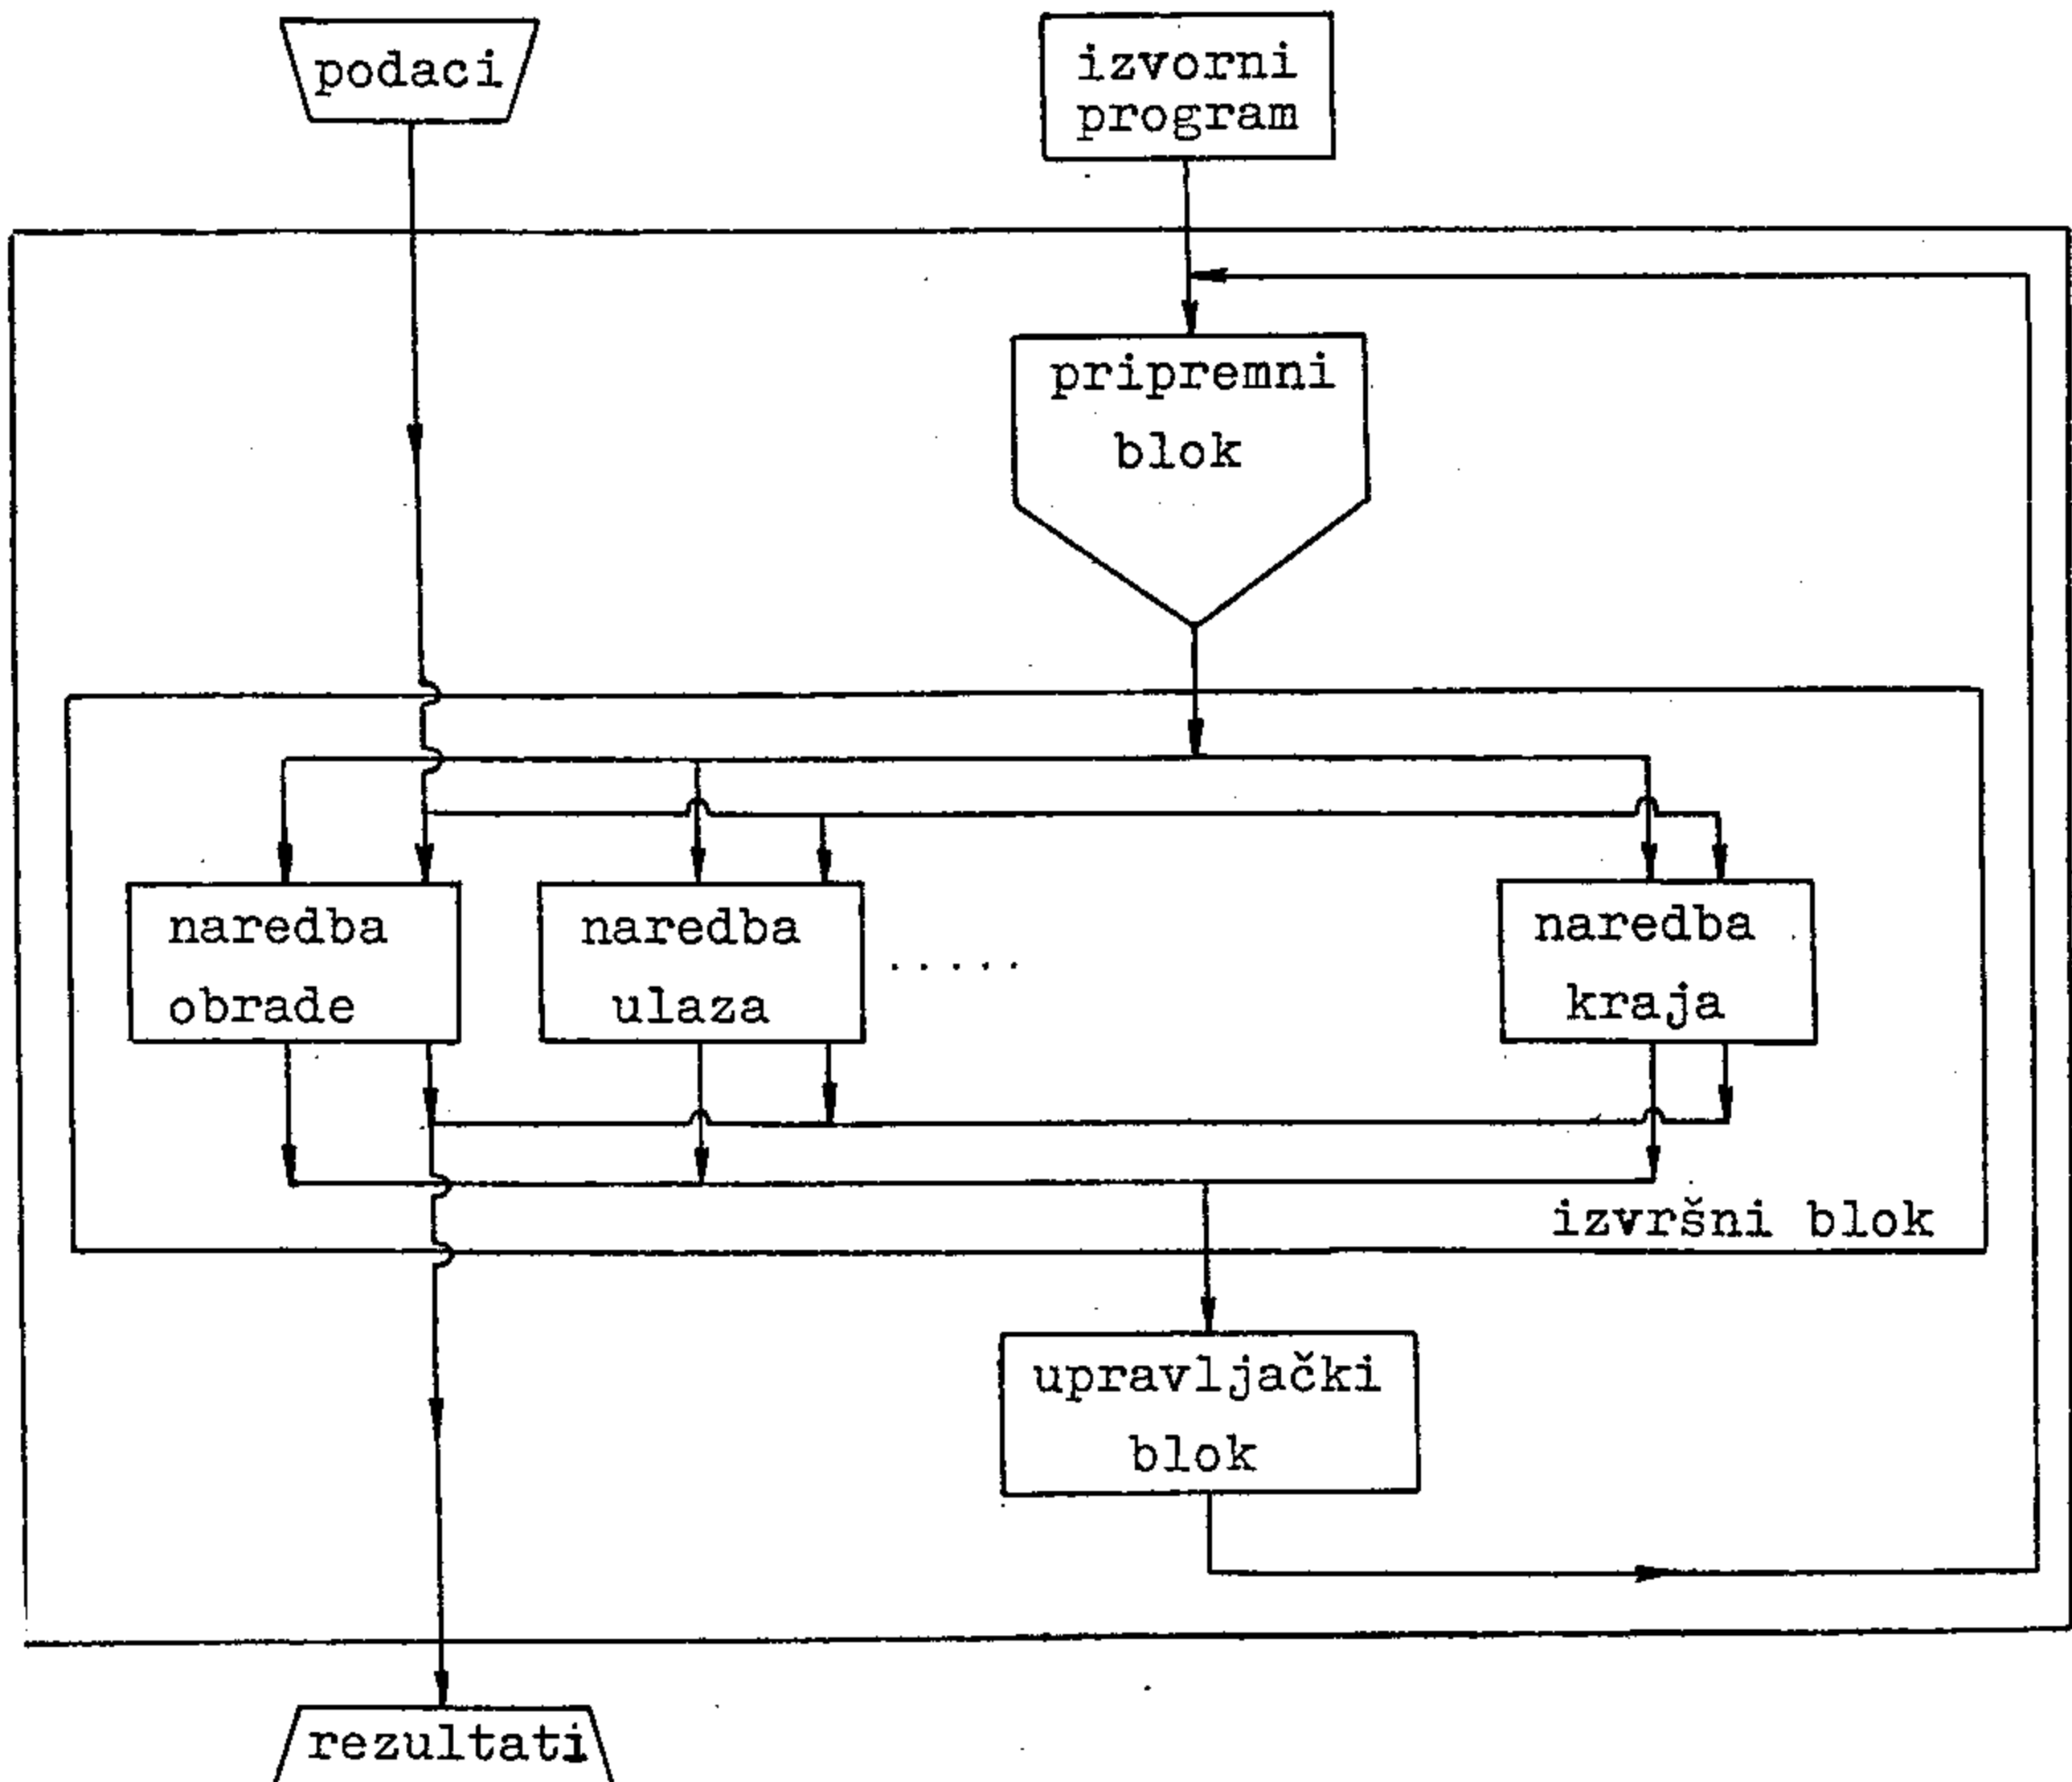 podaci
izvorni
program
pripremni
blok
naredba
obrade
naredba
ulaza
.....
naredba
kraja
izvršni blok
upravljački
blok
rezultati